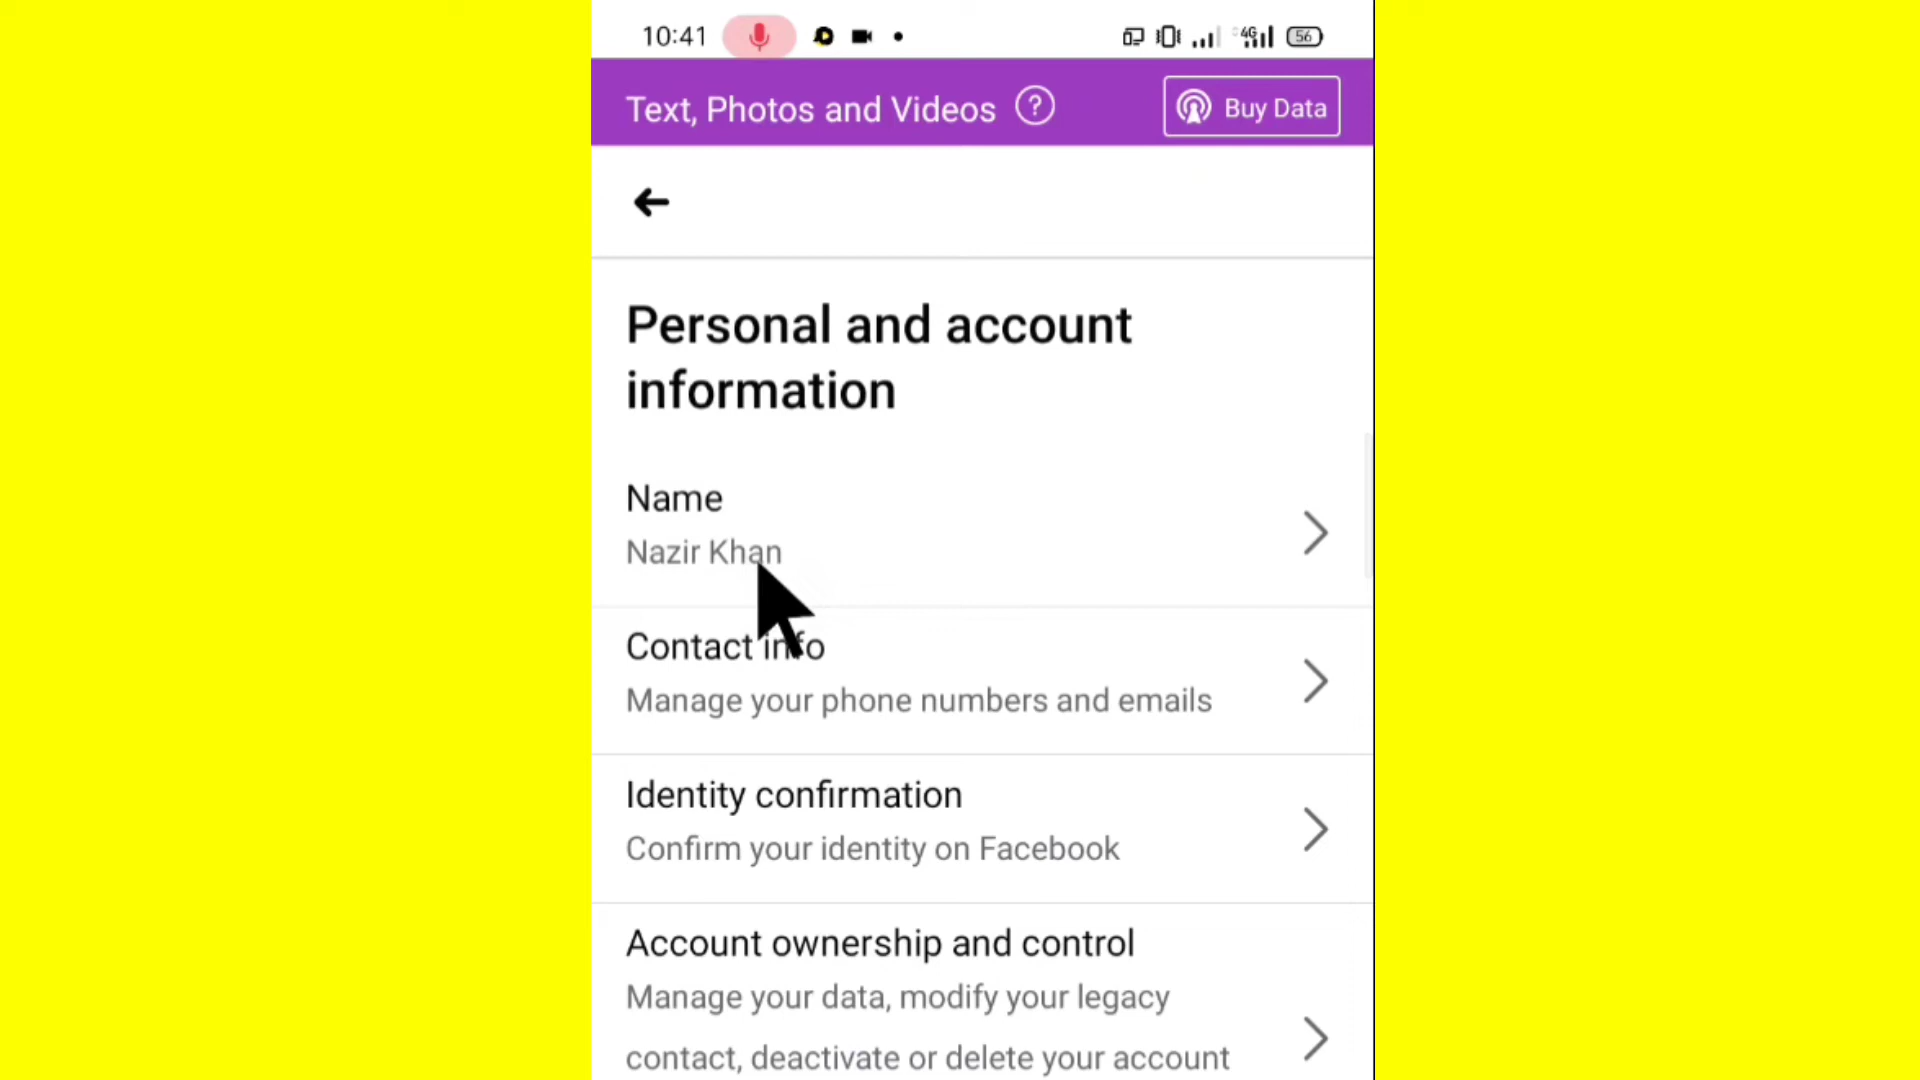 10:41 4G 56
Text, Photos and Videos ? Buy Data
Personal and account
information
Name
Nazir Khan
Contact info
Manage your phone numbers and emails
Identity confirmation
Confirm your identity on Facebook
Account ownership and control
Manage your data, modify your legacy
contact, deactivate or delete your account